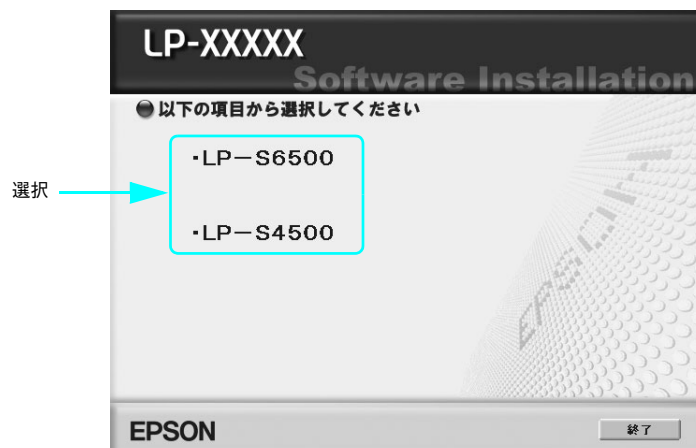 LP-XXXXX
Software Installation
以下の項目から選択してください
・LP－S6500
選択
・LP－S4500
EPSON
EPSON
終了